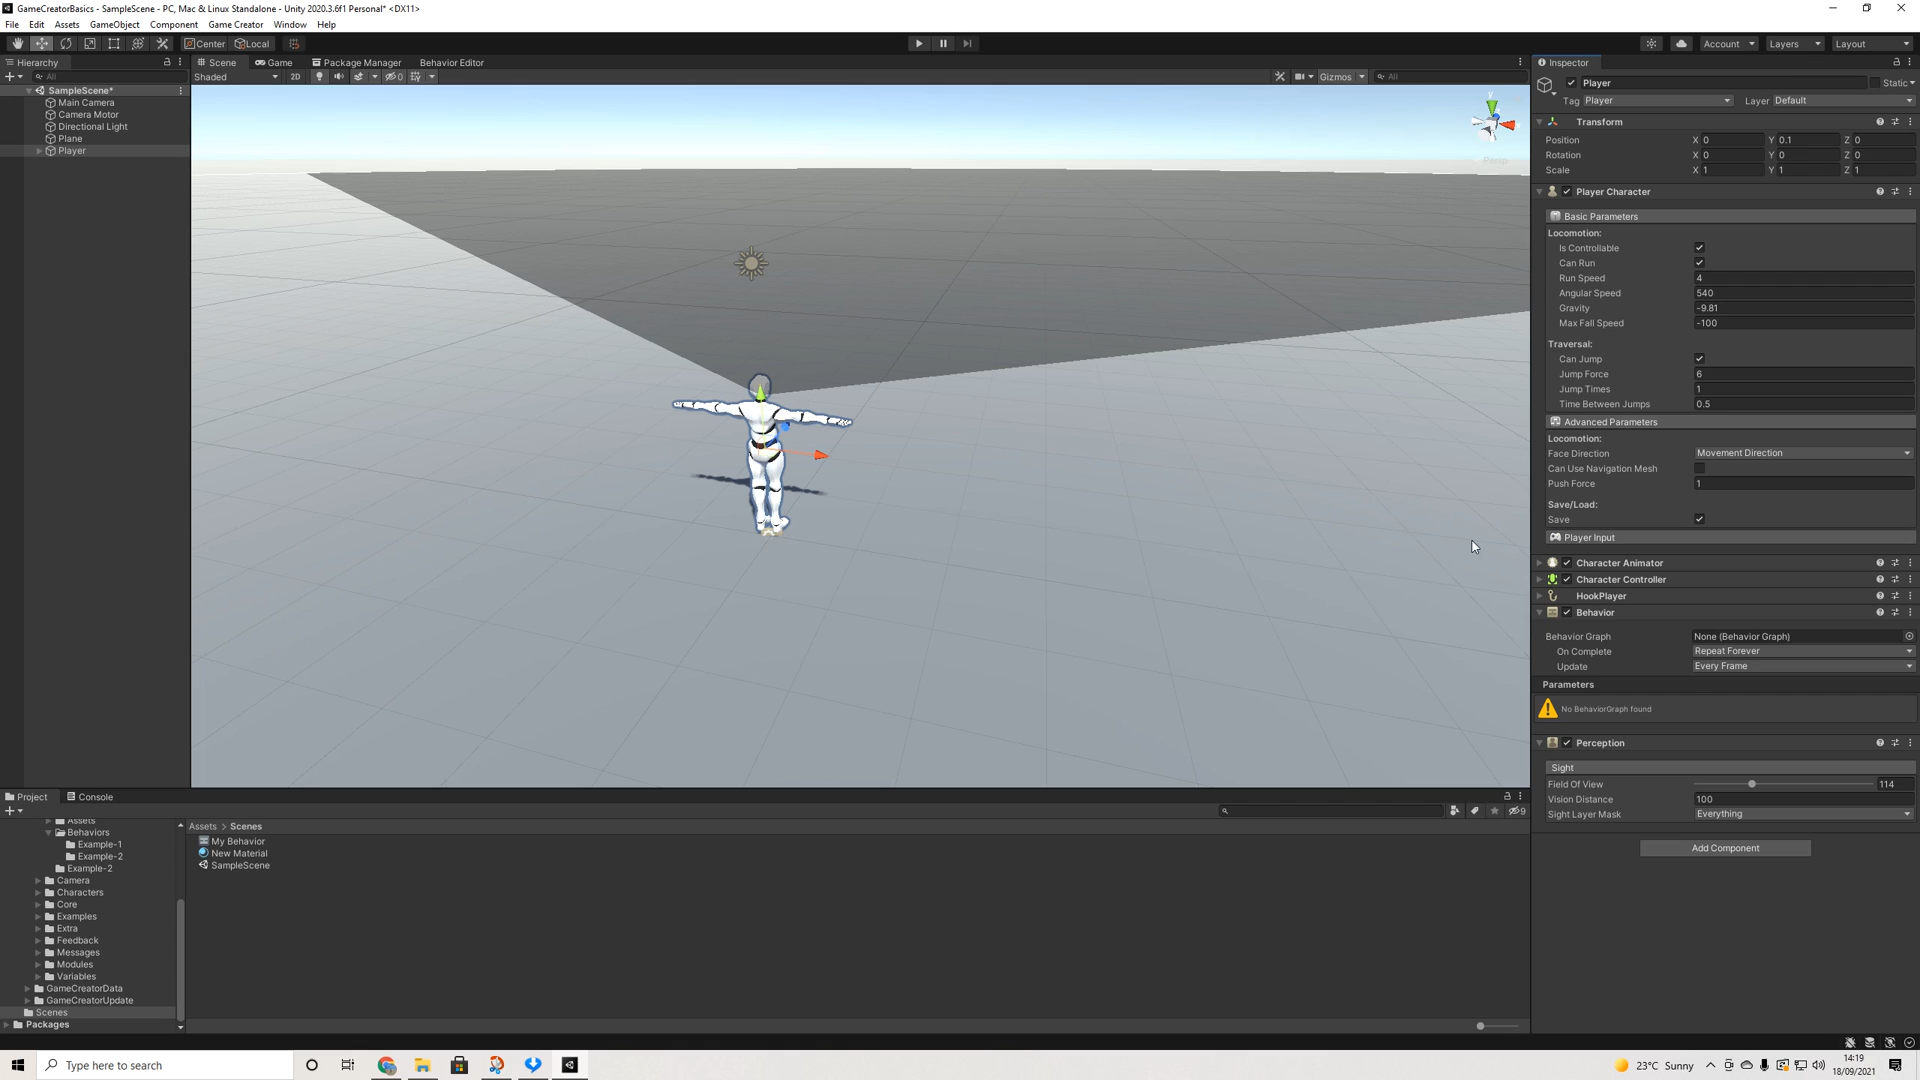 GameCreatorBasics - SampleScene - PC, Mac & Linux Standalone - Unity 2020.3.6f1 Personal* <DX11>
File Edit Assets GameObject Component Game Creator Window Help
Center Local Account Layers Layout
Hierarchy Scene Game Package Manager Behavior Editor Inspector
All Shaded 2D 0 Gizmos All
SampleScene*
Main Camera
Camera Motor
Directional Light
Plane
Player
y
Persp
Player Static
Tag Player Layer Default
Transform
Position X 0 Y 0.1 Z 0
Rotation X 0 Y 0 Z 0
Scale X 1 Y 1 Z 1
Player Character
Basic Parameters
Locomotion:
Is Controllable
Can Run
Run Speed 4
Angular Speed 540
Gravity -9.81
Max Fall Speed -100
Traversal:
Can Jump
Jump Force 6
Jump Times 1
Time Between Jumps 0.5
Advanced Parameters
Locomotion:
Face Direction Movement Direction
Can Use Navigation Mesh
Push Force 1
Save/Load:
Save
Player Input
Character Animator
Character Controller
HookPlayer
Behavior
Behavior Graph None (Behavior Graph)
On Complete Repeat Forever
Update Every Frame
Parameters
No BehaviorGraph found
Perception
Sight
Field Of View 114
Vision Distance 100
Sight Layer Mask Everything
Add Component
Project Console
9
Assets > Scenes
My Behavior
New Material
SampleScene
Assets
Behaviors
Example-1
Example-2
Example-2
Camera
Characters
Core
Examples
Extra
Feedback
Messages
Modules
Variables
GameCreatorData
GameCreatorUpdate
Scenes
Packages
Type here to search
23°C Sunny
14:19
18/09/2021